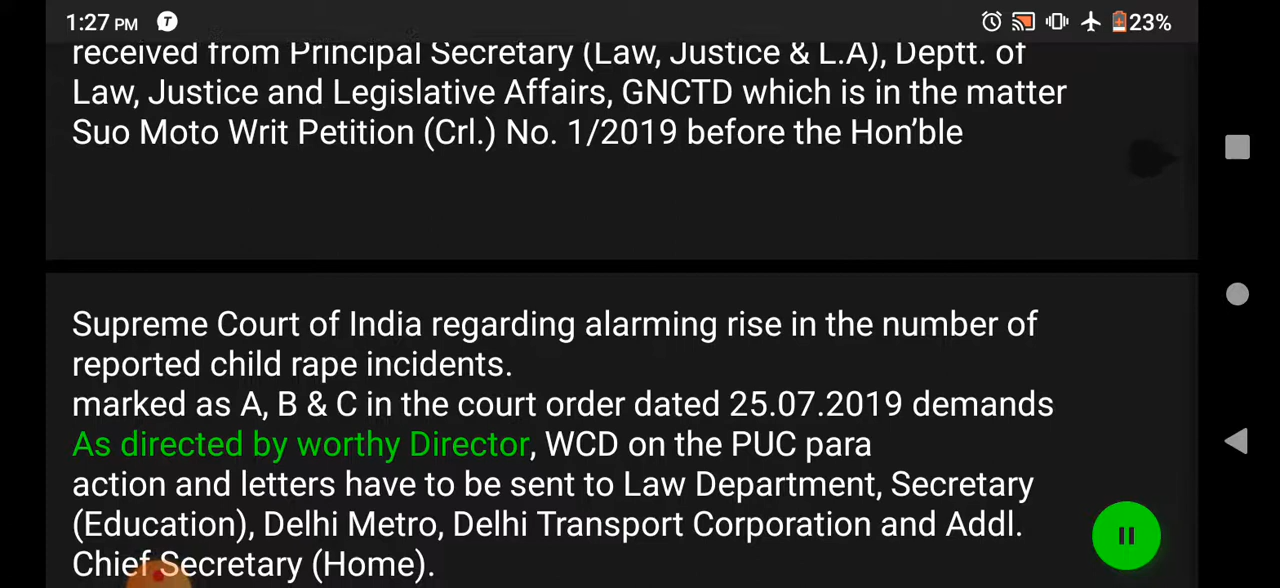 1:27 PM T 23%
received from Principal Secretary (Law, Justice & L.A), Deptt. of
Law, Justice and Legislative Affairs, GNCTD which is in the matter
Suo Moto Writ Petition (Crl.) No. 1/2019 before the Hon’ble
Supreme Court of India regarding alarming rise in the number of
reported child rape incidents.
marked as A, B & C in the court order dated 25.07.2019 demands
As directed by worthy Director, WCD on the PUC para
action and letters have to be sent to Law Department, Secretary
(Education), Delhi Metro, Delhi Transport Corporation and Addl.
Chief Secretary (Home).